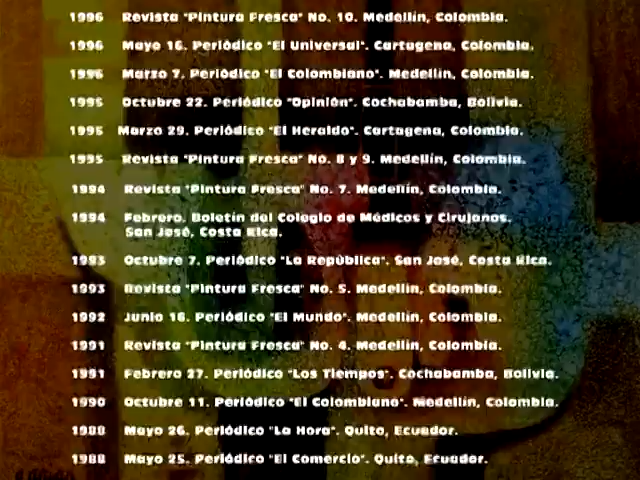 1996 Revista "Pintura Fresca" No. 10. Medellín, Colombia.
1996 Mayo 16. Periódico "El Universal". Cartagena, Colombia.
1996 Marzo 7. Periódico "El Colombiano". Medellín, Colombia.
1995 Octubre 22. Periódico "Opinión". Cochabamba, Bolivia.
1995 Marzo 29. Periódico "El Heraldo". Cartagena, Colombia.
1995 Revista "Pintura Fresca" No. 8 y 9. Medellín, Colombia.
1994 Revista "Pintura Fresca" No. 7. Medellín, Colombia.
1994 Febrero. Boletín del Colegio de Médicos y Cirujanos.
San José, Costa Rica.
1993 Octubre 7. Periódico "La República". San José, Costa Rica.
1993 Revista "Pintura Fresca" No. 5. Medellín, Colombia.
1992 Junio 16. Periódico "El Mundo". Medellín, Colombia.
1991 Revista "Pintura Fresca" No. 4. Medellín, Colombia.
1991 Febrero 27. Periódico "Los Tiempos". Cochabamba, Bolivia.
1990 Octubre 11. Periódico "El Colombiano". Medellín, Colombia.
1988 Mayo 26. Periódico "La Hora". Quito, Ecuador.
1988 Mayo 25. Periódico "El Comercio". Quito, Ecuador.